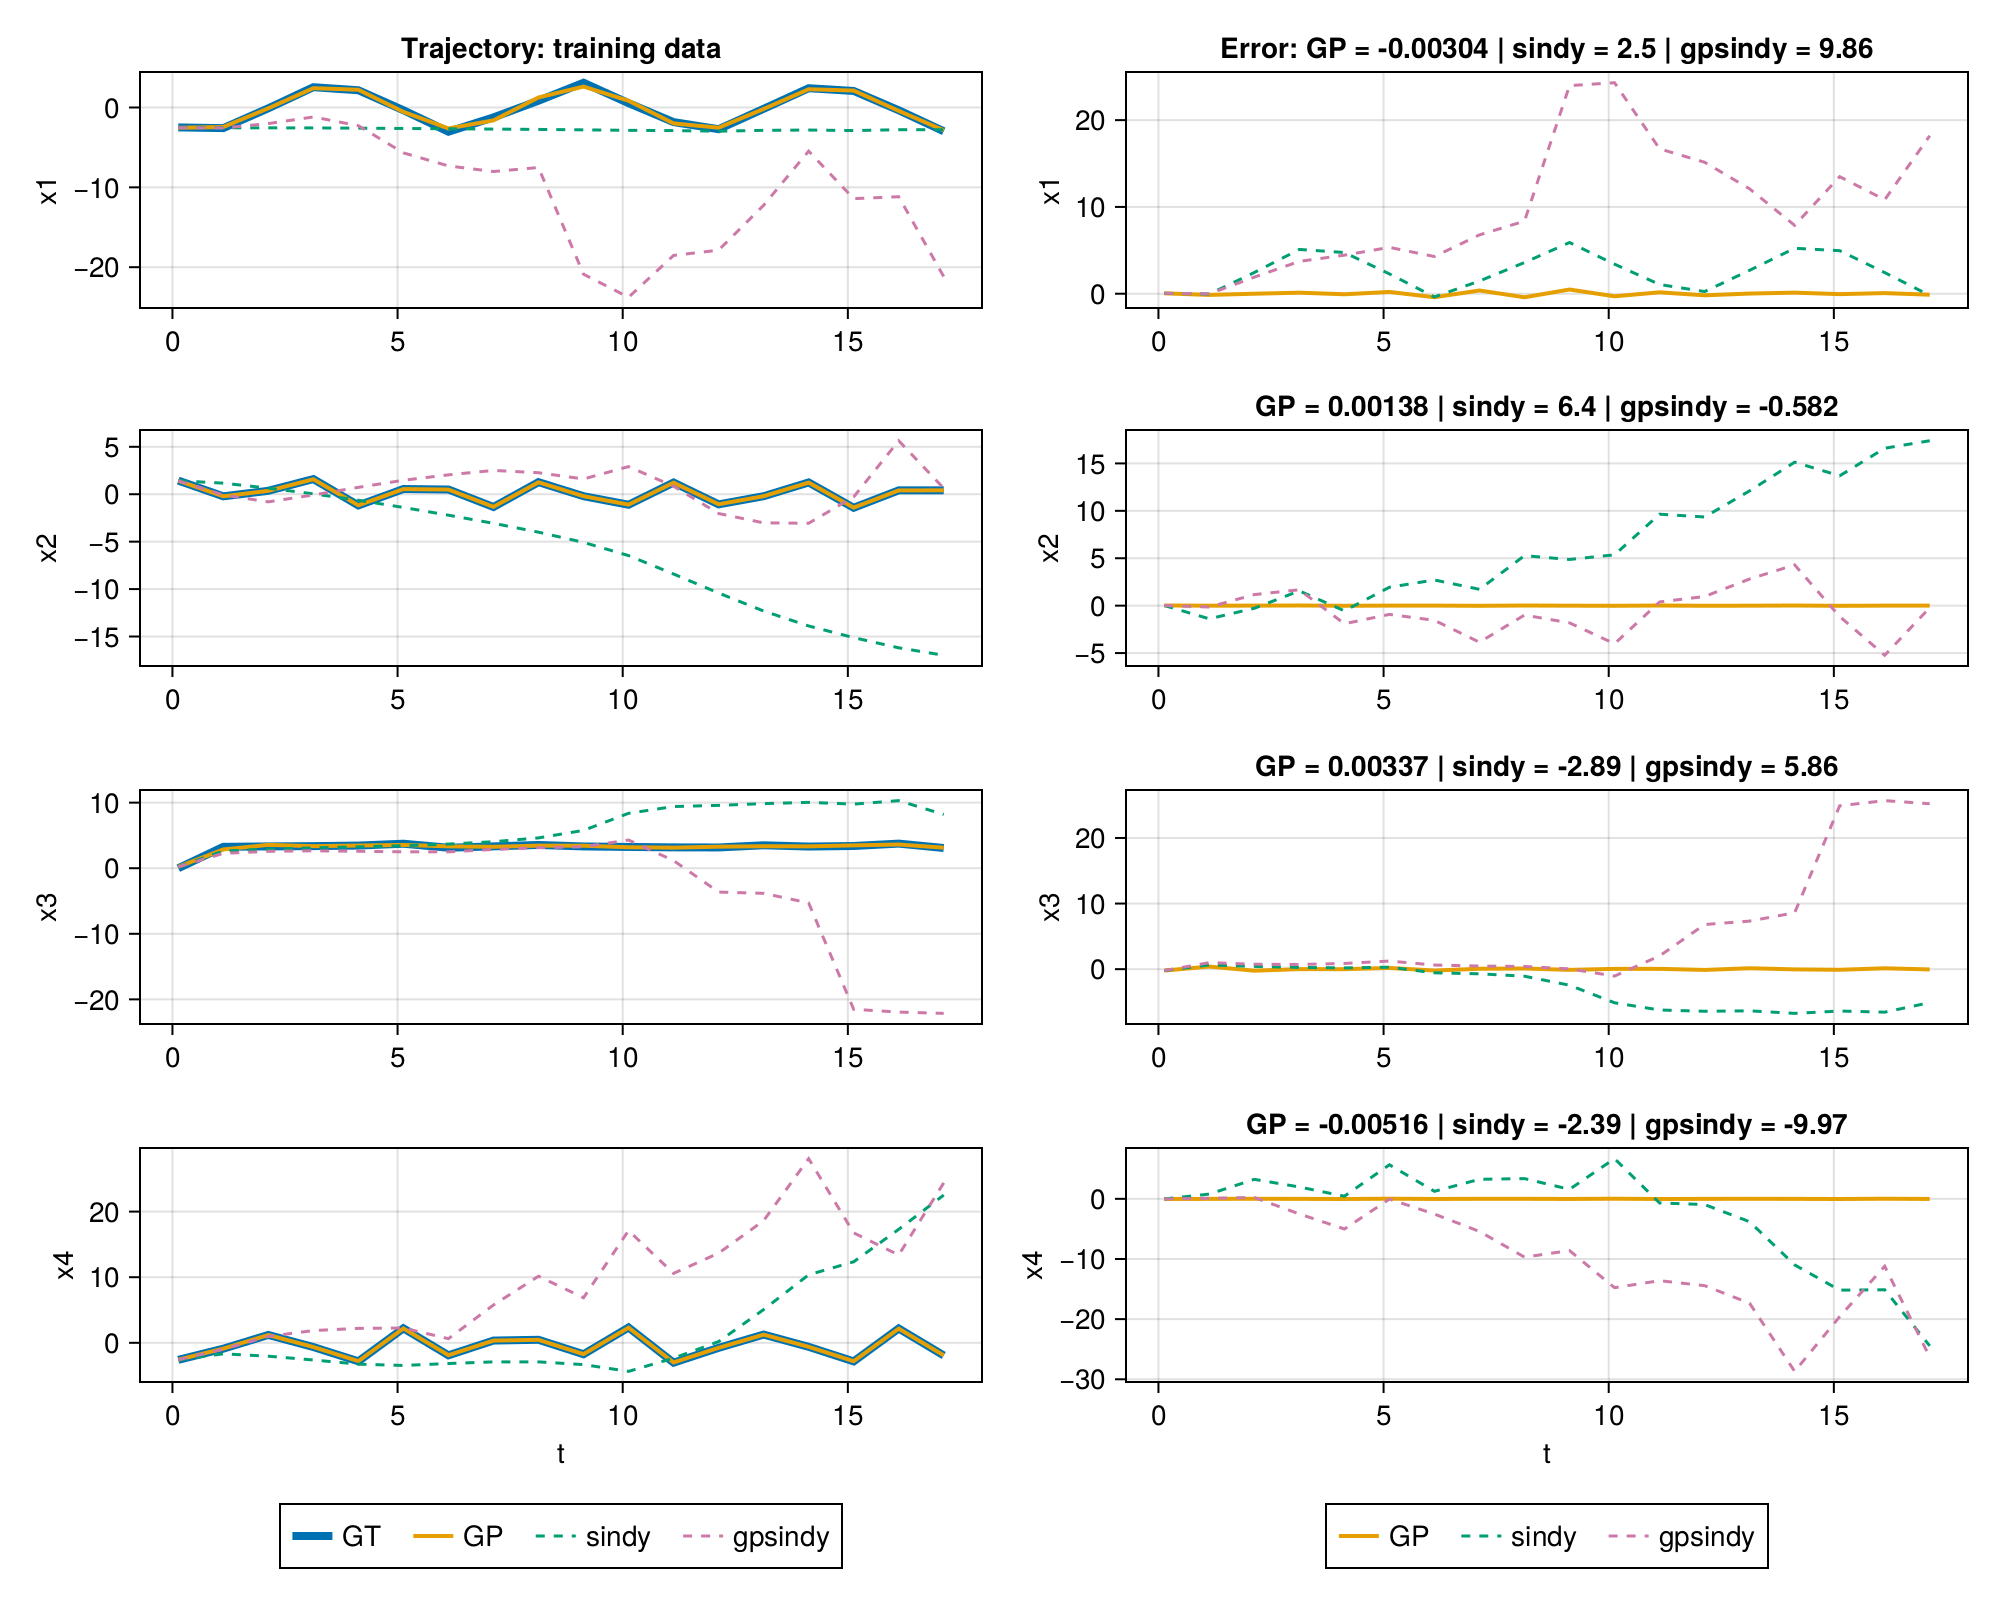 Trajectory: training data
Error: GP = -0.00304 | sindy = 2.5 | gpsindy = 9.86
x1
0
−10
−20
0 5 10 15
x1
20
10
0
0 5 10 15
GP = 0.00138 | sindy = 6.4 | gpsindy = -0.582
x2
5
0
−5
−10
−15
0 5 10 15
x2
15
10
5
0
−5
0 5 10 15
GP = 0.00337 | sindy = -2.89 | gpsindy = 5.86
x3
10
0
−10
−20
0 5 10 15
x3
20
10
0
0 5 10 15
GP = -0.00516 | sindy = -2.39 | gpsindy = -9.97
x4
20
10
0
0 5 10 15
t
x4
0
−10
−20
−30
0 5 10 15
t
GT GP sindy gpsindy
GP sindy gpsindy